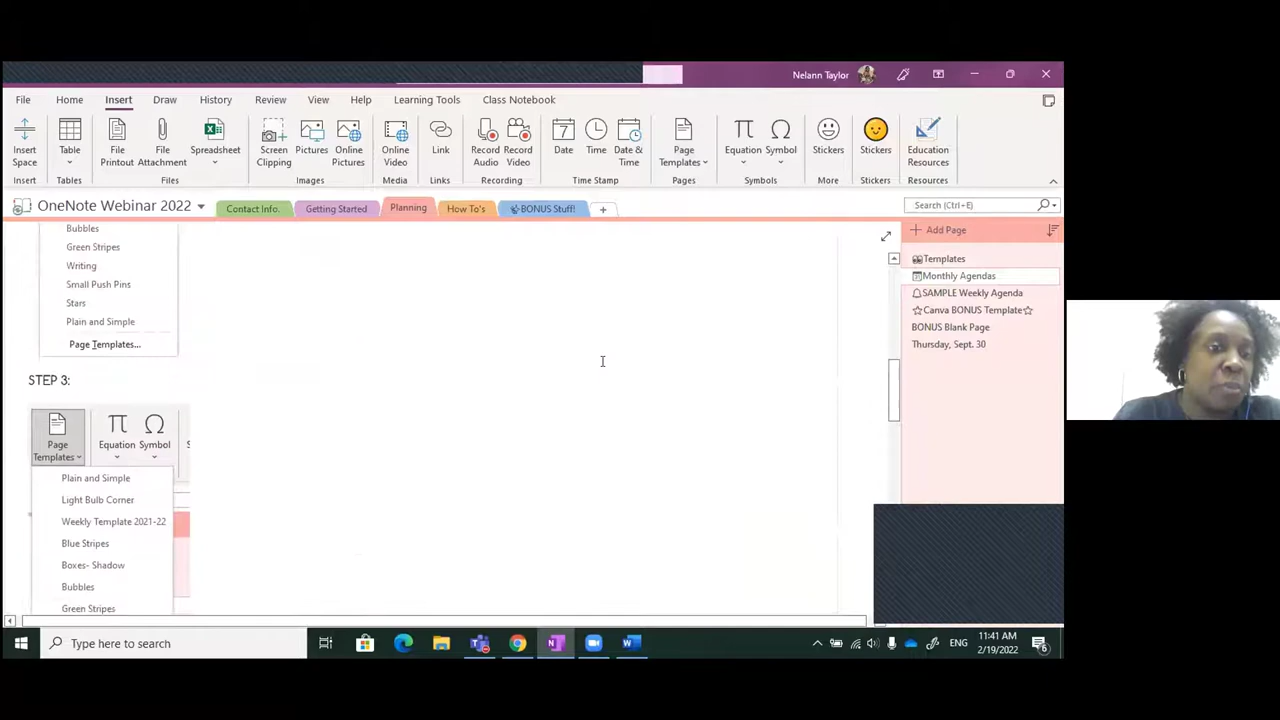 Nelann Taylor
File Home Insert Draw History Review View Help Learning Tools Class Notebook
Insert Space
Table
File Printout
File Attachment
Spreadsheet
Screen Clipping
Pictures
Online Pictures
Online Video
Link
Record Audio
Record Video
Date
Time
Date & Time
Page Templates
Equation
Symbol
Stickers
Stickers
Education Resources
Insert Tables Files Images Media Links Recording Time Stamp Pages Symbols More Stickers Resources
OneNote Webinar 2022
Contact Info. Getting Started Planning How To's BONUS Stuff!
Search (Ctrl+E)
Bubbles
Green Stripes
Writing
Small Push Pins
Stars
Plain and Simple
Page Templates...
STEP 3:
Page Templates
Equation
Symbol
Plain and Simple
Light Bulb Corner
Weekly Template 2021-22
Blue Stripes
Boxes- Shadow
Bubbles
Green Stripes
Add Page
Templates
Monthly Agendas
SAMPLE Weekly Agenda
Canva BONUS Template
BONUS Blank Page
Thursday, Sept. 30
Type here to search
ENG
11:41 AM
2/19/2022
6